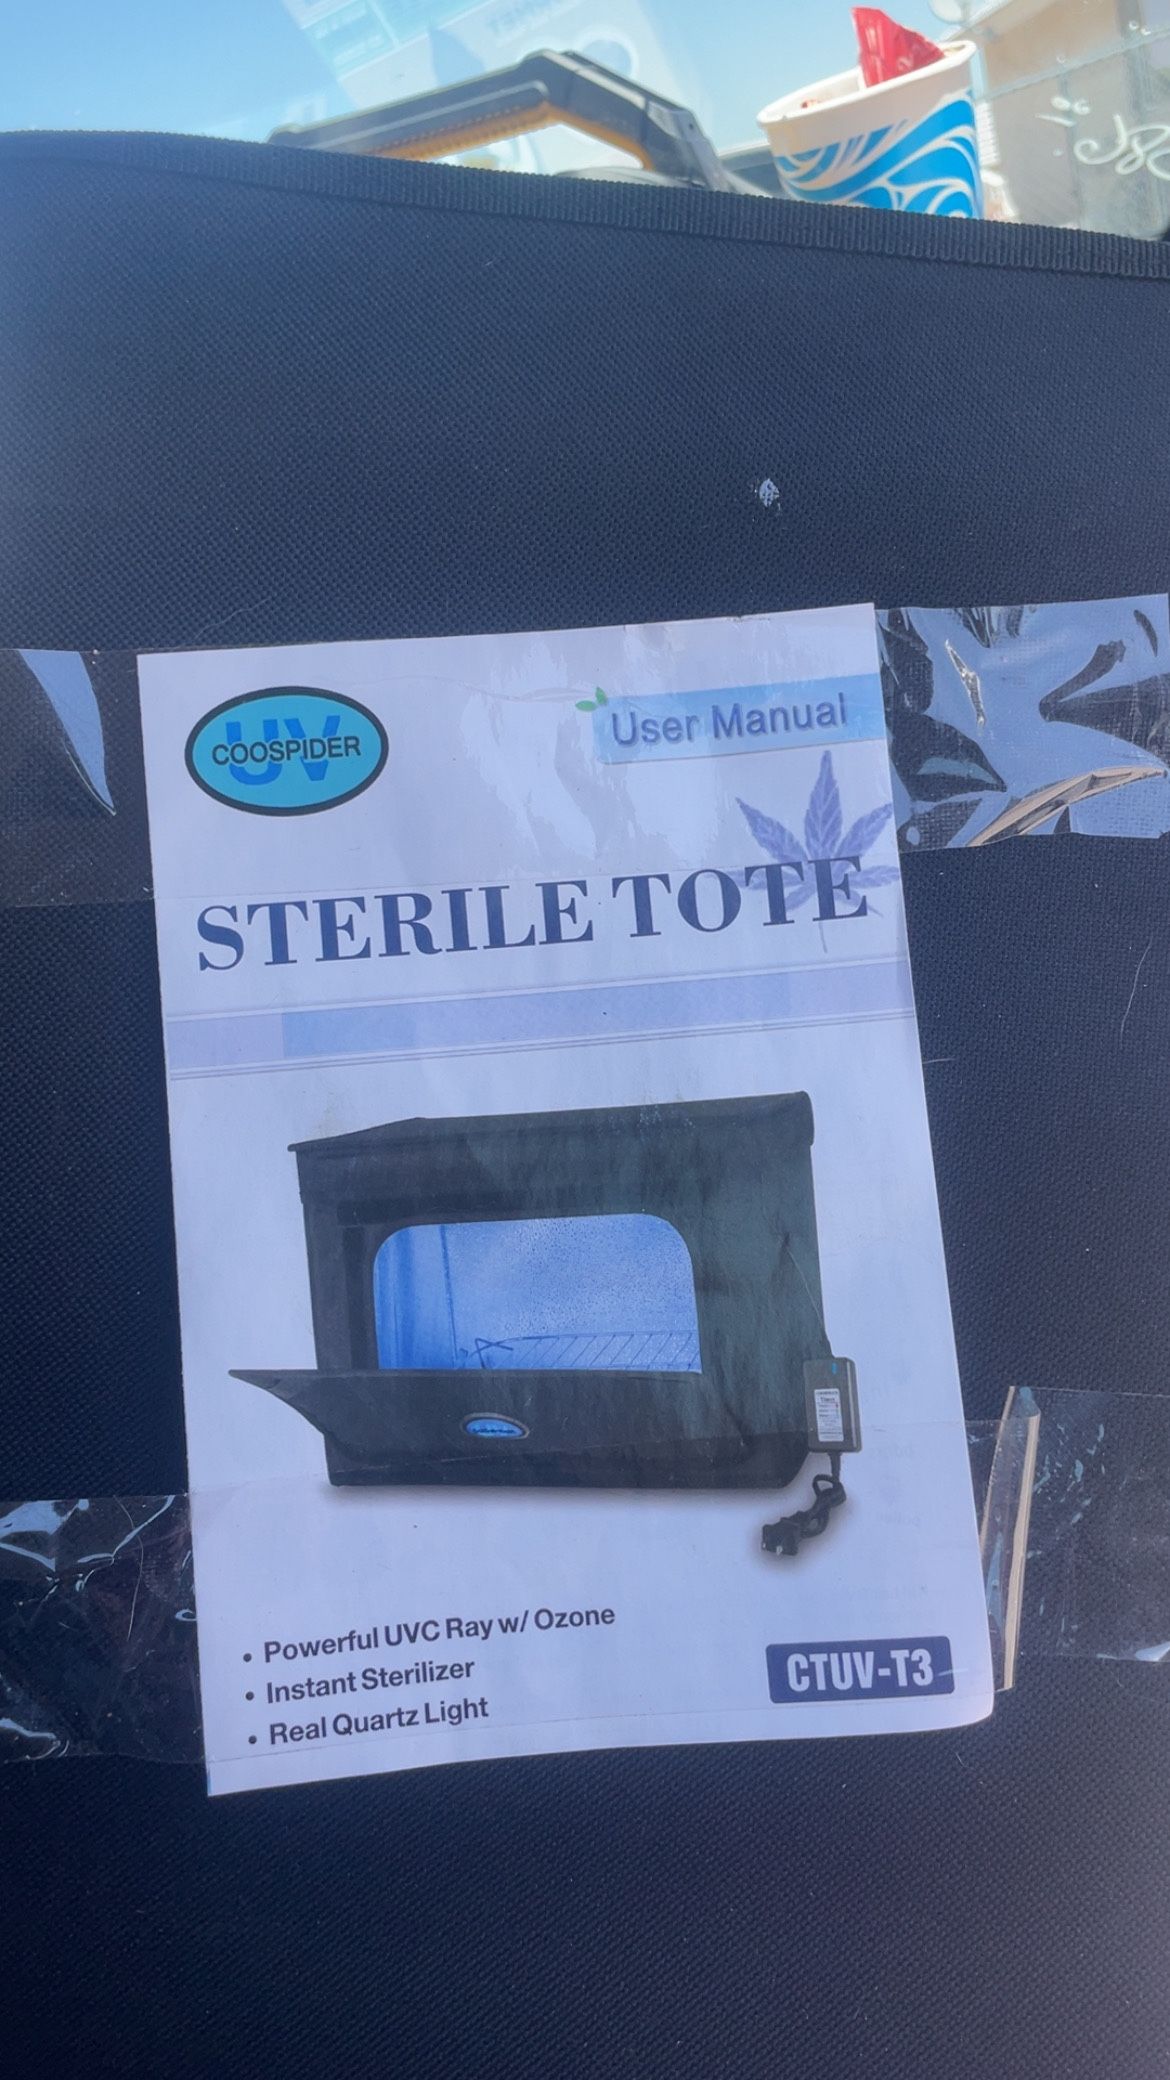 UV
COOSPIDER
User Manual
STERILE TOTE
• Powerful UVC Ray w/ Ozone
• Instant Sterilizer
• Real Quartz Light
CTUV-T3